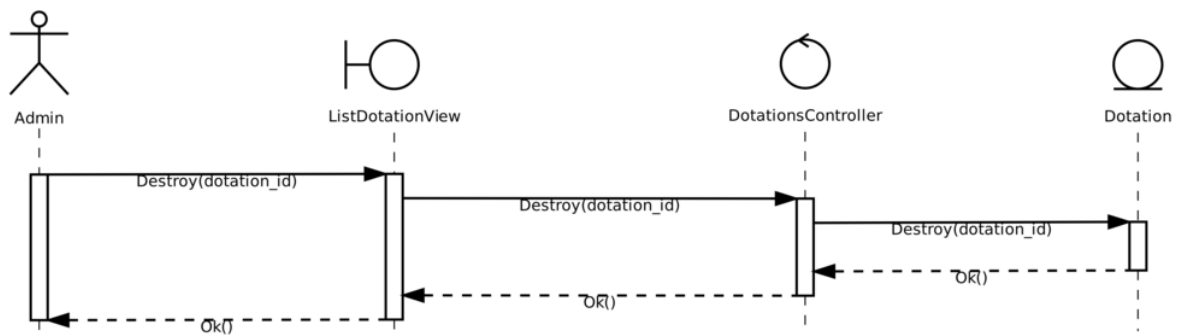 Admin
ListDotationView
DotationsController
Dotation
Destroy(dotation_id)
Destroy(dotation_id)
Destroy(dotation_id)
Ok()
Ok()
Ok()